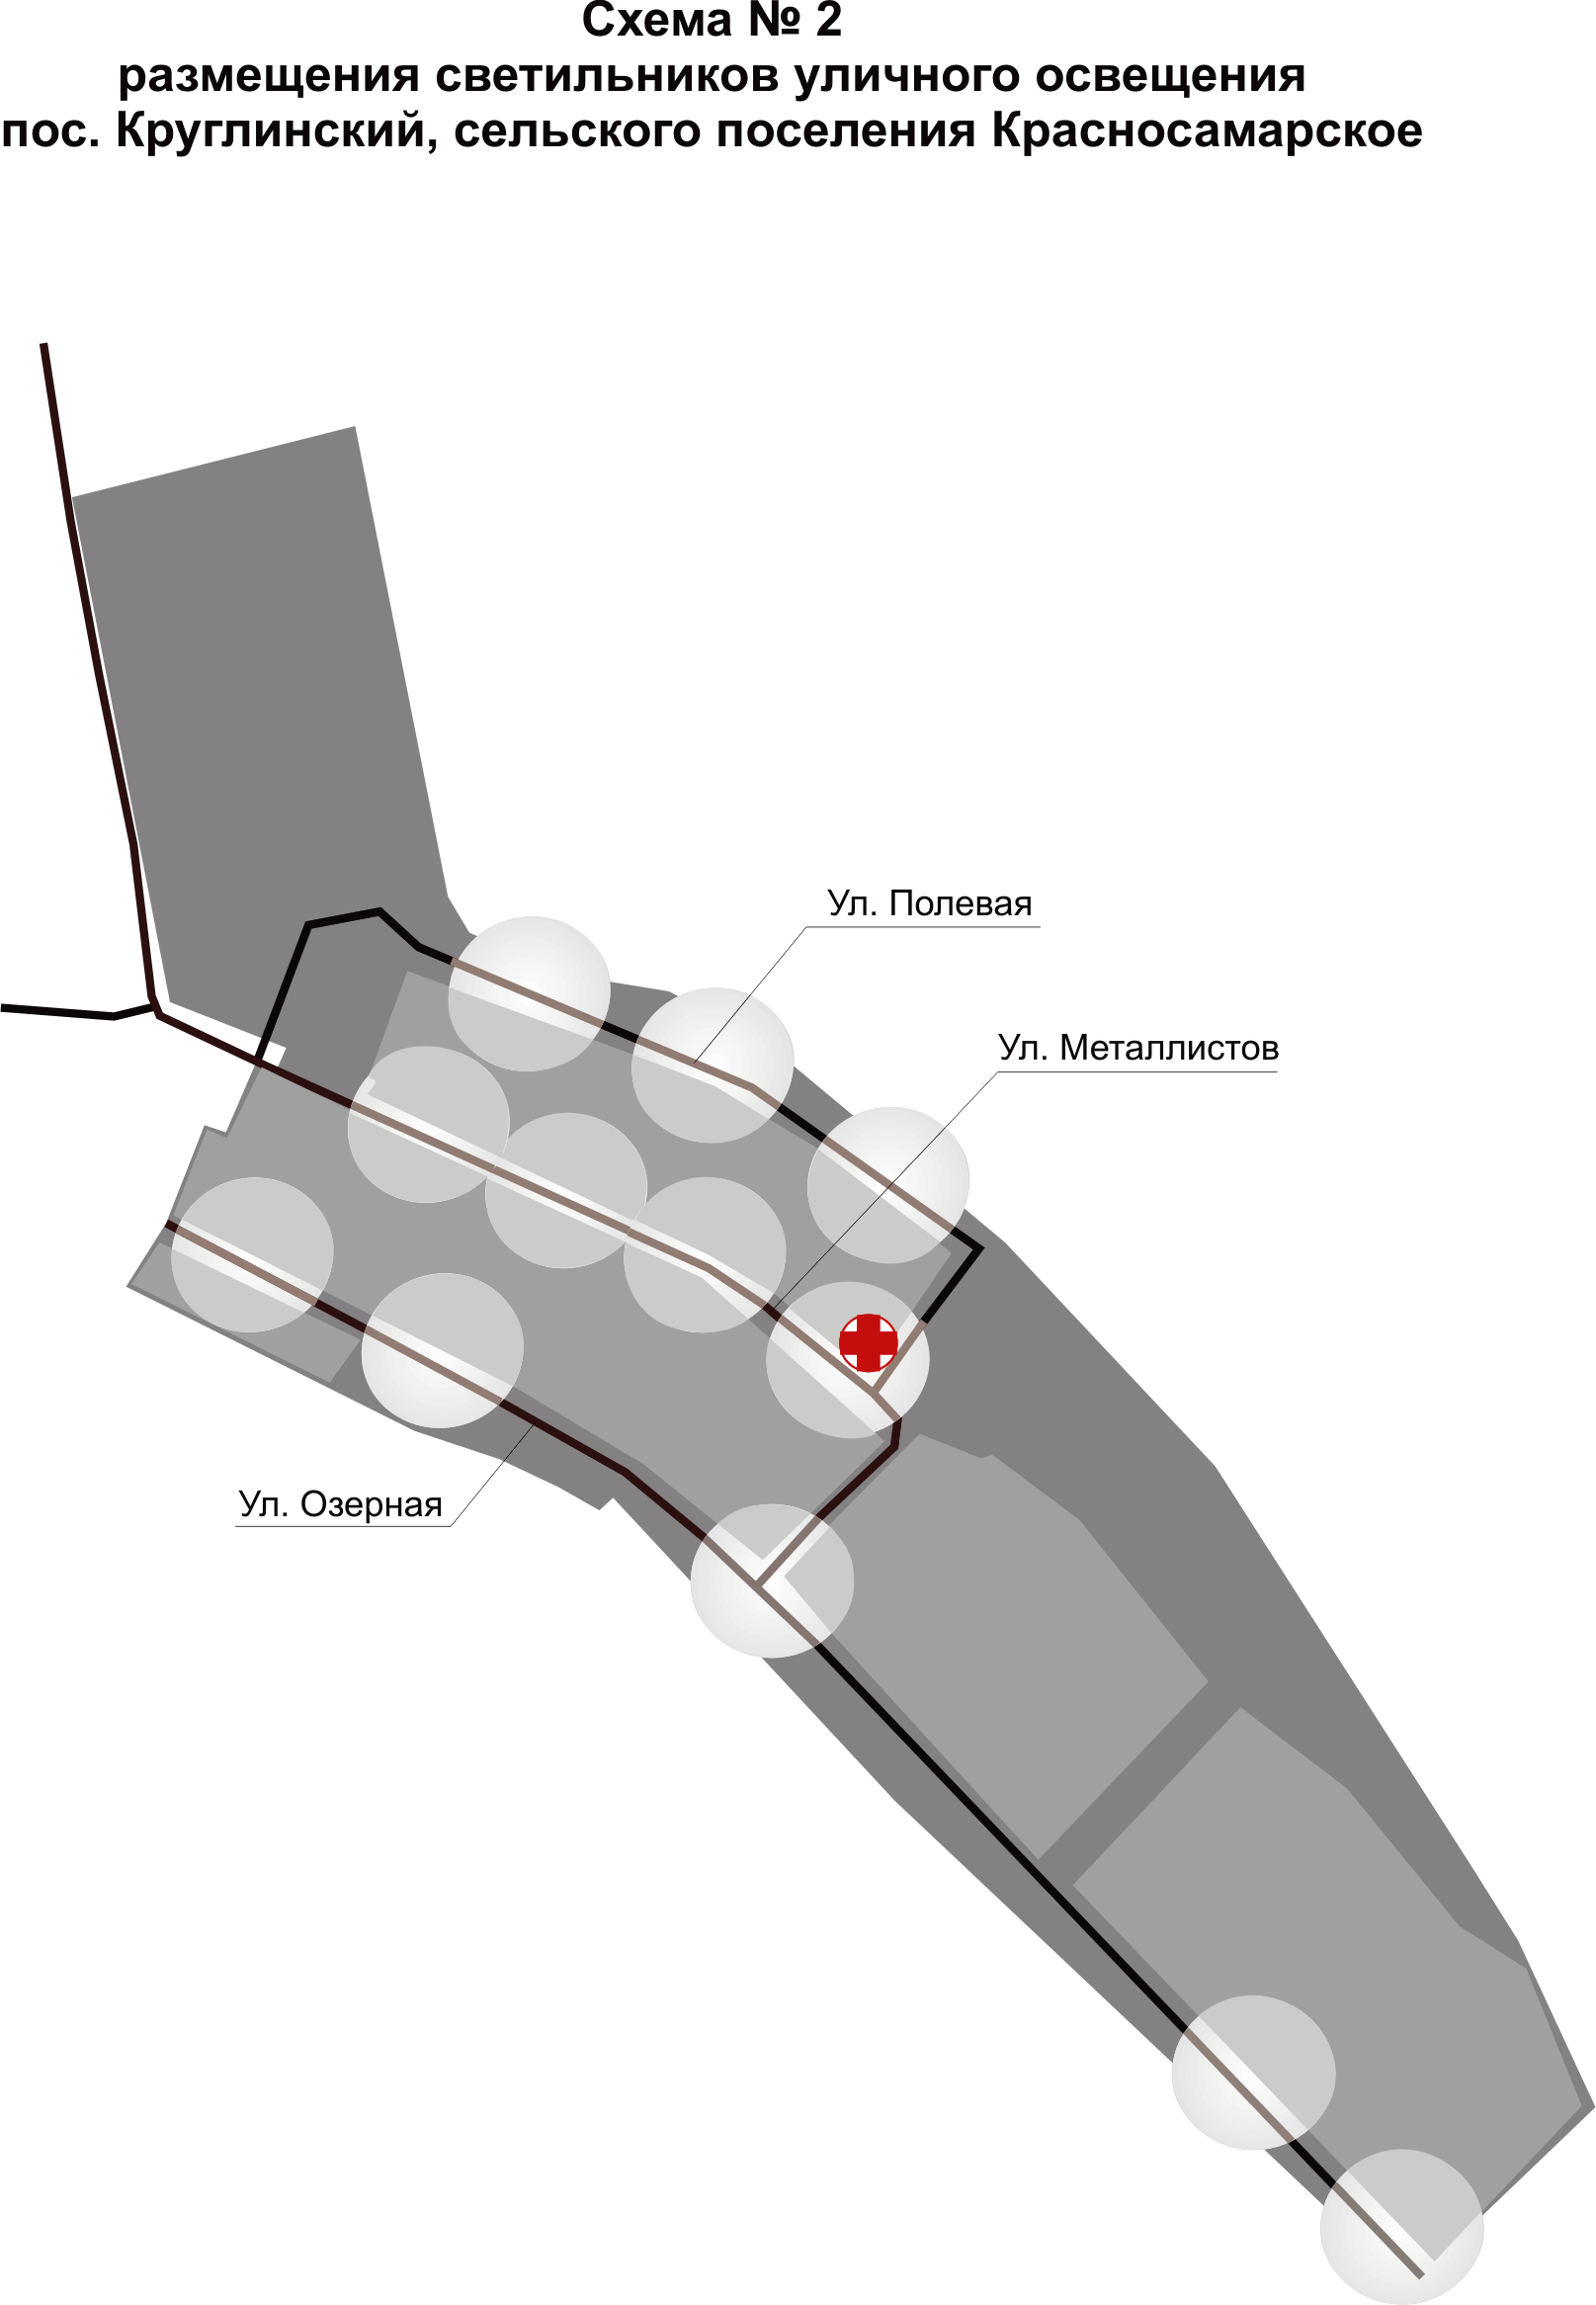 Схема № 2
размещения светильников уличного освещения
пос. Круглинский, сельского поселения Красносамарское
Ул. Полевая
Ул. Металлистов
Ул. Озерная